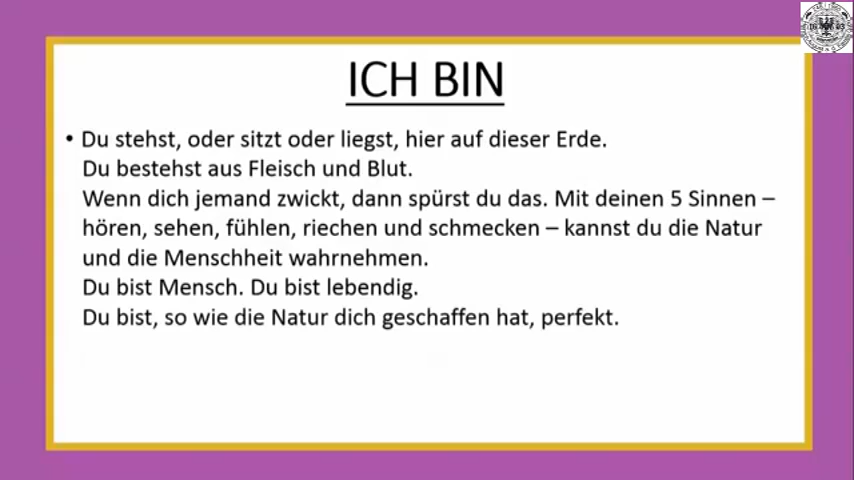 ICH BIN
• Du stehst, oder sitzt oder liegst, hier auf dieser Erde.
Du bestehst aus Fleisch und Blut.
Wenn dich jemand zwickt, dann spürst du das. Mit deinen 5 Sinnen –
hören, sehen, fühlen, riechen und schmecken – kannst du die Natur
und die Menschheit wahrnehmen.
Du bist Mensch. Du bist lebendig.
Du bist, so wie die Natur dich geschaffen hat, perfekt.